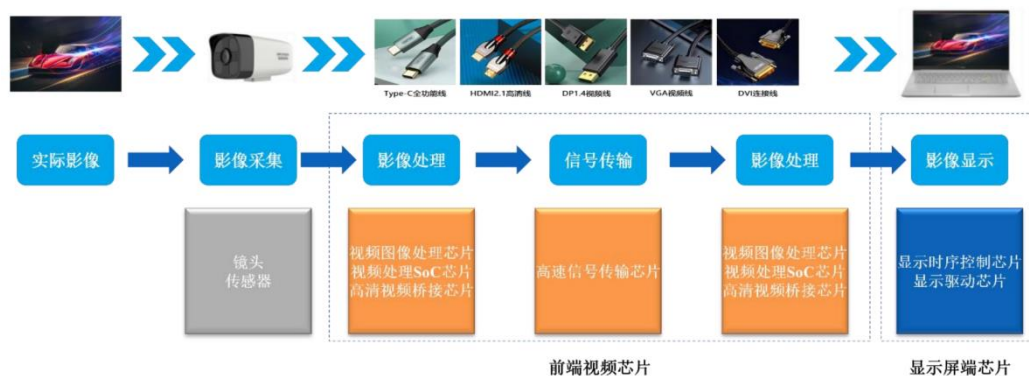 Type-C全功能线
HDMI2.1高清线
DP1.4视频线
VGA视频线
DVI连接线
实际影像
影像采集
影像处理
信号传输
影像处理
影像显示
镜头
传感器
视频图像处理芯片
视频处理SoC芯片
高清视频桥接芯片
高速信号传输芯片
视频图像处理芯片
视频处理SoC芯片
高清视频桥接芯片
显示时序控制芯片
显示驱动芯片
前端视频芯片
显示屏端芯片